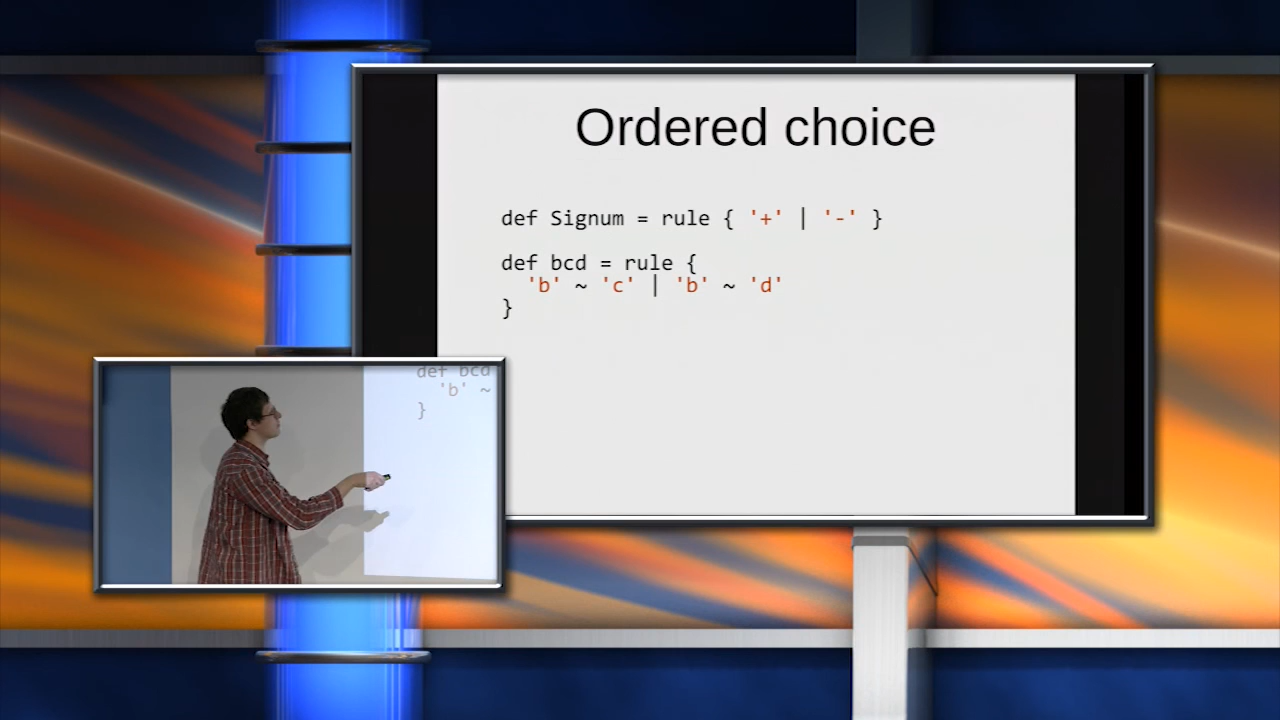 Ordered choice
def Signum = rule { '+' | '-' }
def bcd = rule {
'b' ~ 'c' | 'b' ~ 'd'
}
def bcd
'b' ~
}